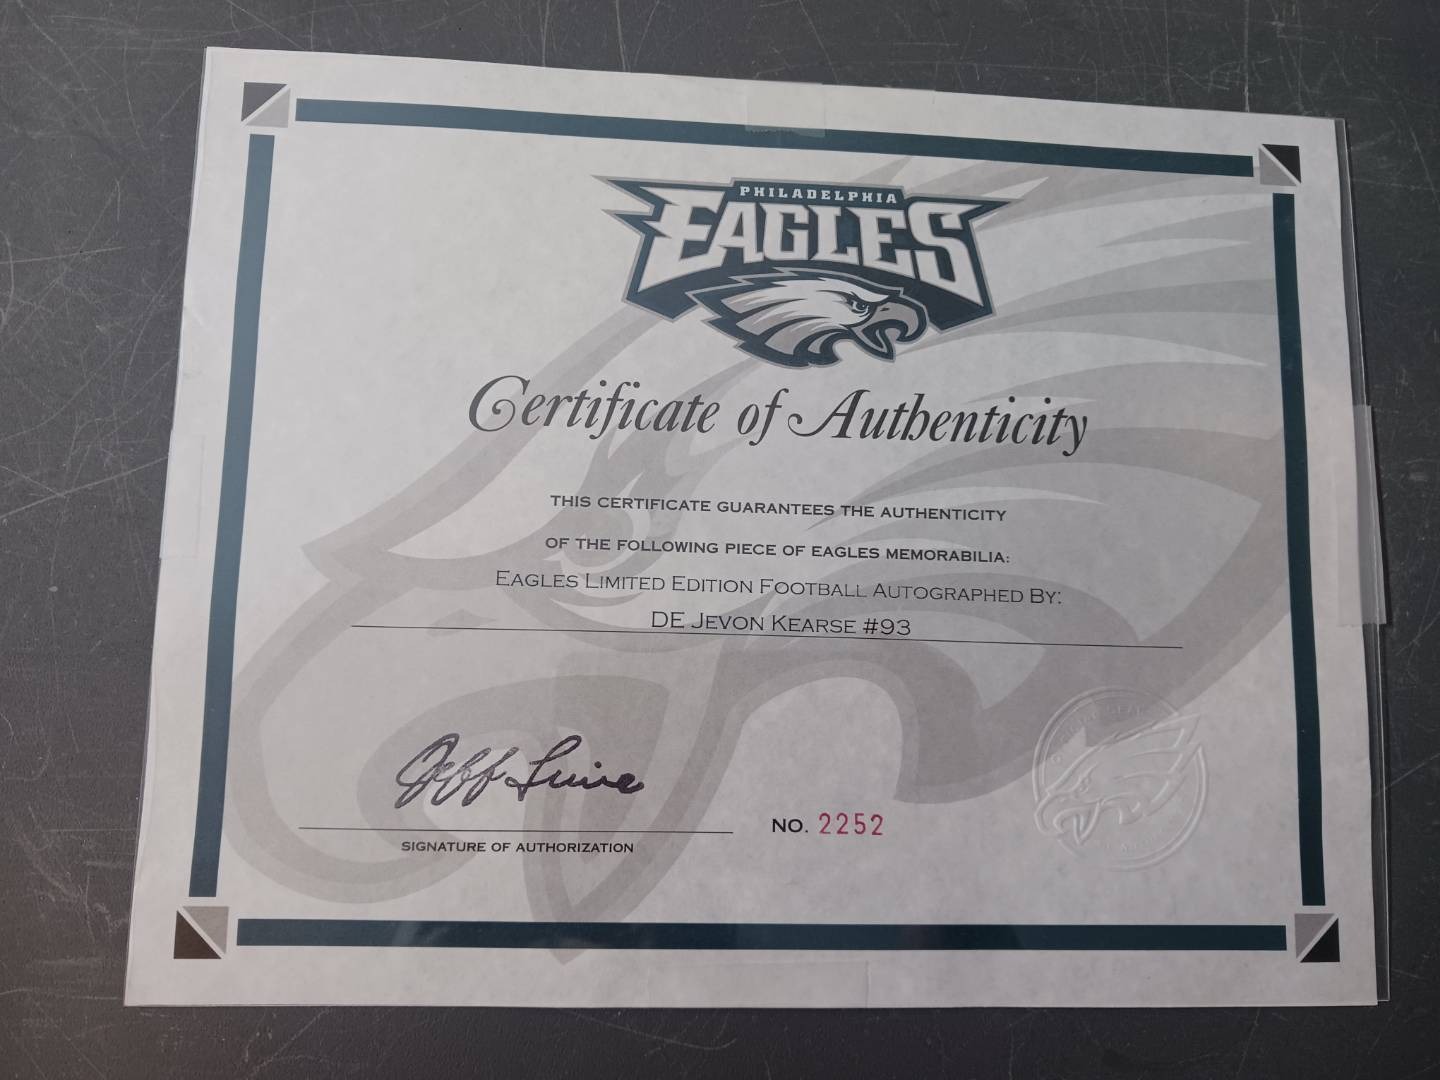 PHILADELPHIA
EAGLES
Certificate of Authenticity
THIS CERTIFICATE GUARANTEES THE AUTHENTICITY
OF THE FOLLOWING PIECE OF EAGLES MEMORABILIA:
EAGLES LIMITED EDITION FOOTBALL AUTOGRAPHED BY:
DE JEVON KEARSE #93
Jeff
NO. 2252
SIGNATURE OF AUTHORIZATION